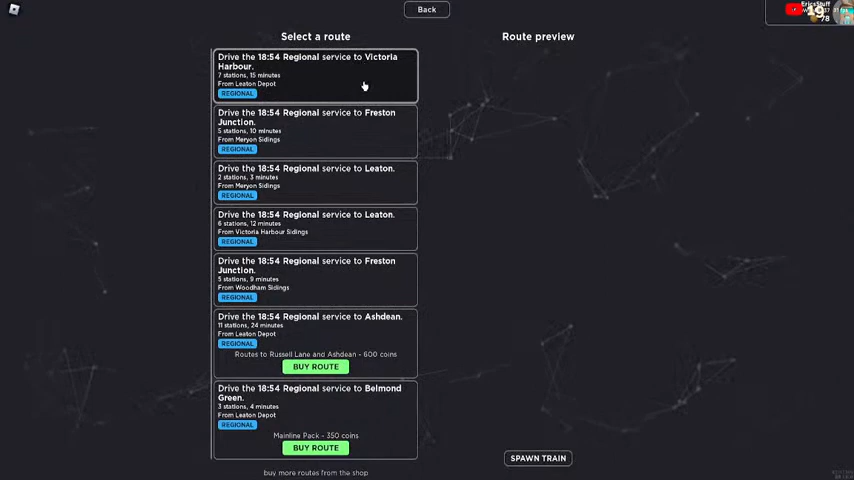 Back
EricsStuff
19
78
Select a route
Route preview
Drive the 18:54 Regional service to Victoria
Harbour.
7 stations, 15 minutes
From Leaton Depot
REGIONAL
Drive the 18:54 Regional service to Freston
Junction.
5 stations, 10 minutes
From Meryon Sidings
REGIONAL
Drive the 18:54 Regional service to Leaton.
2 stations, 3 minutes
From Meryon Sidings
REGIONAL
Drive the 18:54 Regional service to Leaton.
6 stations, 12 minutes
From Victoria Harbour Sidings
REGIONAL
Drive the 18:54 Regional service to Freston
Junction.
5 stations, 9 minutes
From Woodham Sidings
REGIONAL
Drive the 18:54 Regional service to Ashdean.
11 stations, 24 minutes
From Leaton Depot
REGIONAL
Routes to Russell Lane and Ashdean - 600 coins
BUY ROUTE
Drive the 18:54 Regional service to Belmond
Green.
3 stations, 4 minutes
From Leaton Depot
REGIONAL
Mainline Pack - 350 coins
BUY ROUTE
SPAWN TRAIN
buy more routes from the shop